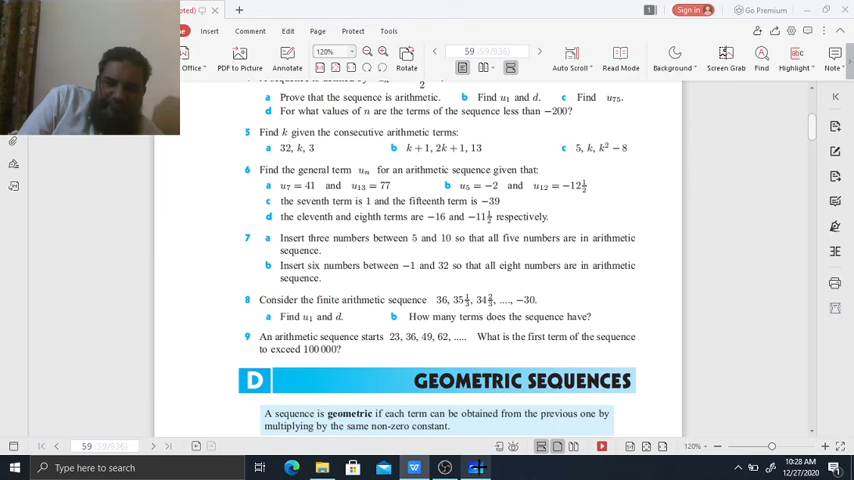 Sign in
Go Premium
Insert Comment Edit Page Protect Tools
120% 59 (59/936)
Office PDF to Picture Annotate Rotate Auto Scroll Read Mode Background Screen Grab Find Highlight Note
2
a Prove that the sequence is arithmetic. b Find u₁ and d. c Find u₇₅.
d For what values of n are the terms of the sequence less than −200?
5 Find k given the consecutive arithmetic terms:
a 32, k, 3 b k + 1, 2k + 1, 13 c 5, k, k² − 8
6 Find the general term uₙ for an arithmetic sequence given that:
a u₇ = 41 and u₁₃ = 77 b u₅ = −2 and u₁₂ = −12½
c the seventh term is 1 and the fifteenth term is −39
d the eleventh and eighth terms are −16 and −11½ respectively.
7 a Insert three numbers between 5 and 10 so that all five numbers are in arithmetic
sequence.
b Insert six numbers between −1 and 32 so that all eight numbers are in arithmetic
sequence.
8 Consider the finite arithmetic sequence 36, 35⅓, 34⅔, ...., −30.
a Find u₁ and d. b How many terms does the sequence have?
9 An arithmetic sequence starts 23, 36, 49, 62, ..... What is the first term of the sequence
to exceed 100 000?
D GEOMETRIC SEQUENCES
A sequence is geometric if each term can be obtained from the previous one by
multiplying by the same non-zero constant.
59 (59/936) 120%
Type here to search
10:28 AM
12/27/2020